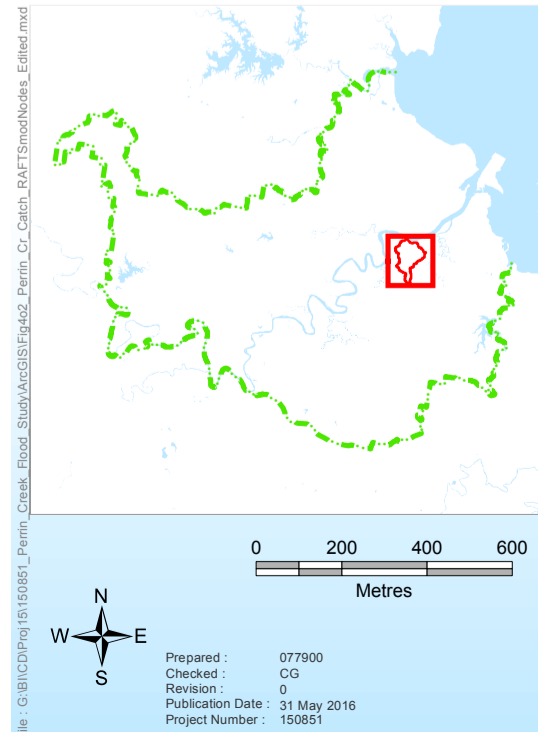 ile : G:\BI\CD\Proj15\150851_Perrin_Creek_Flood_Study\ArcGIS\Fig4o2_Perrin_Cr_Catch_RAFTSmodNodes_Edited.mxd
0 200 400 600
Metres
N
W E
S
Prepared : 077900
Checked : CG
Revision : 0
Publication Date : 31 May 2016
Project Number : 150851